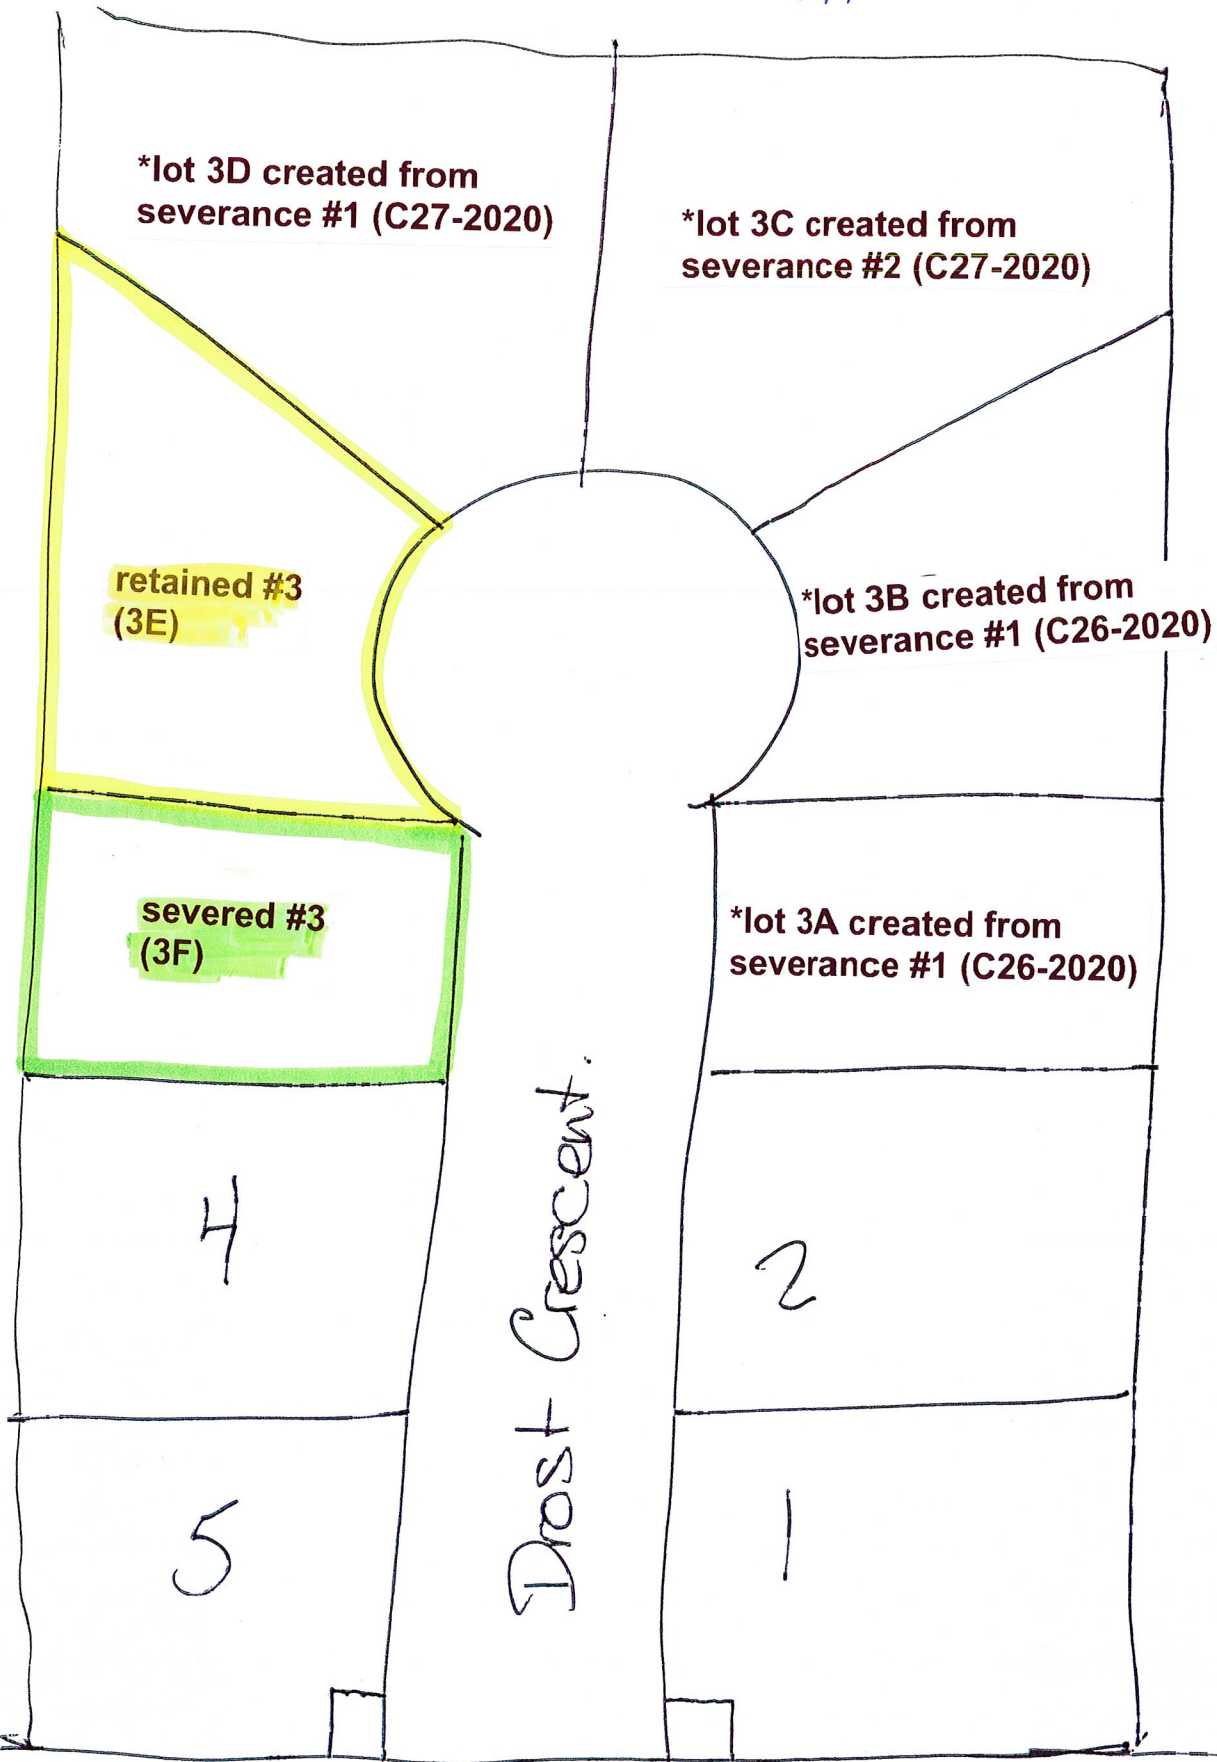 *lot 3D created from
severance #1 (C27-2020)
*lot 3C created from
severance #2 (C27-2020)
retained #3
(3E)
*lot 3B created from
severance #1 (C26-2020)
severed #3
(3F)
*lot 3A created from
severance #1 (C26-2020)
Drost Crescent.
4
2
5
1